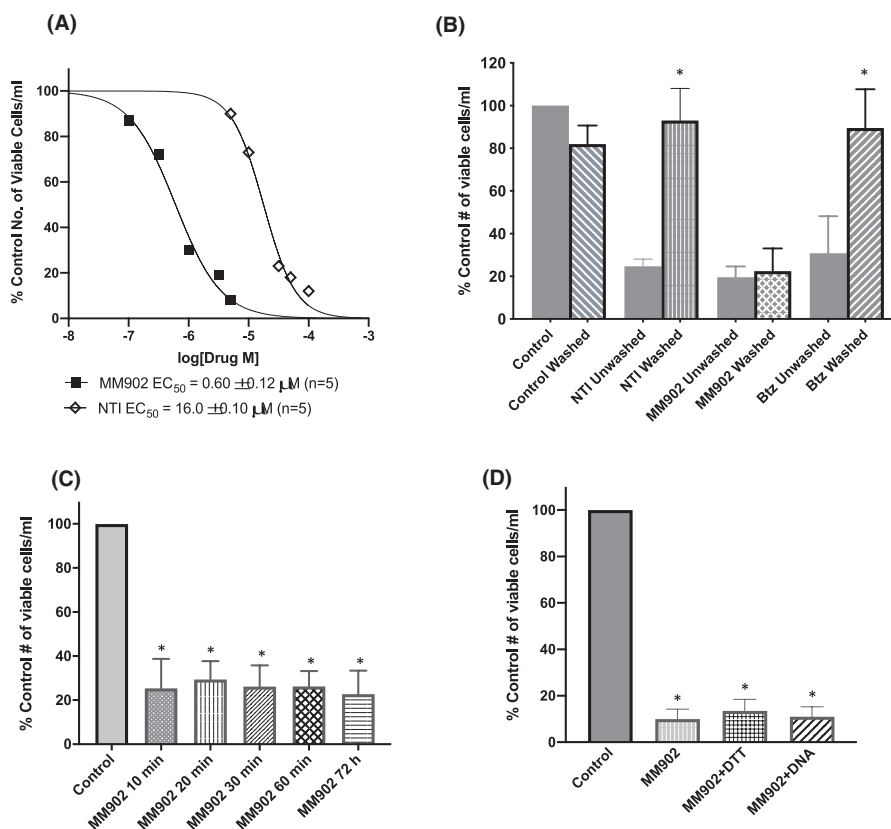 (A)
% Control No. of Viable Cells/ml
100
80
60
40
20
0
-8 -7 -6 -5 -4 -3
log[Drug M]
MM902 EC50 = 0.60 ±0.12 μM (n=5)
NTI EC50 = 16.0 ±0.10 μM (n=5)
(B)
% Control # of viable cells/ml
120
100
80
60
40
20
0
* *
Control
Control Washed
NTI Unwashed
NTI Washed
MM902 Unwashed
MM902 Washed
Btz Unwashed
Btz Washed
(C)
% Control # of viable cells/ml
100
80
60
40
20
0
* * * * *
Control
MM902 10 min
MM902 20 min
MM902 30 min
MM902 60 min
MM902 72 h
(D)
% Control # of viable cells/ml
100
80
60
40
20
0
* * *
Control
MM902
MM902+DTT
MM902+DNA